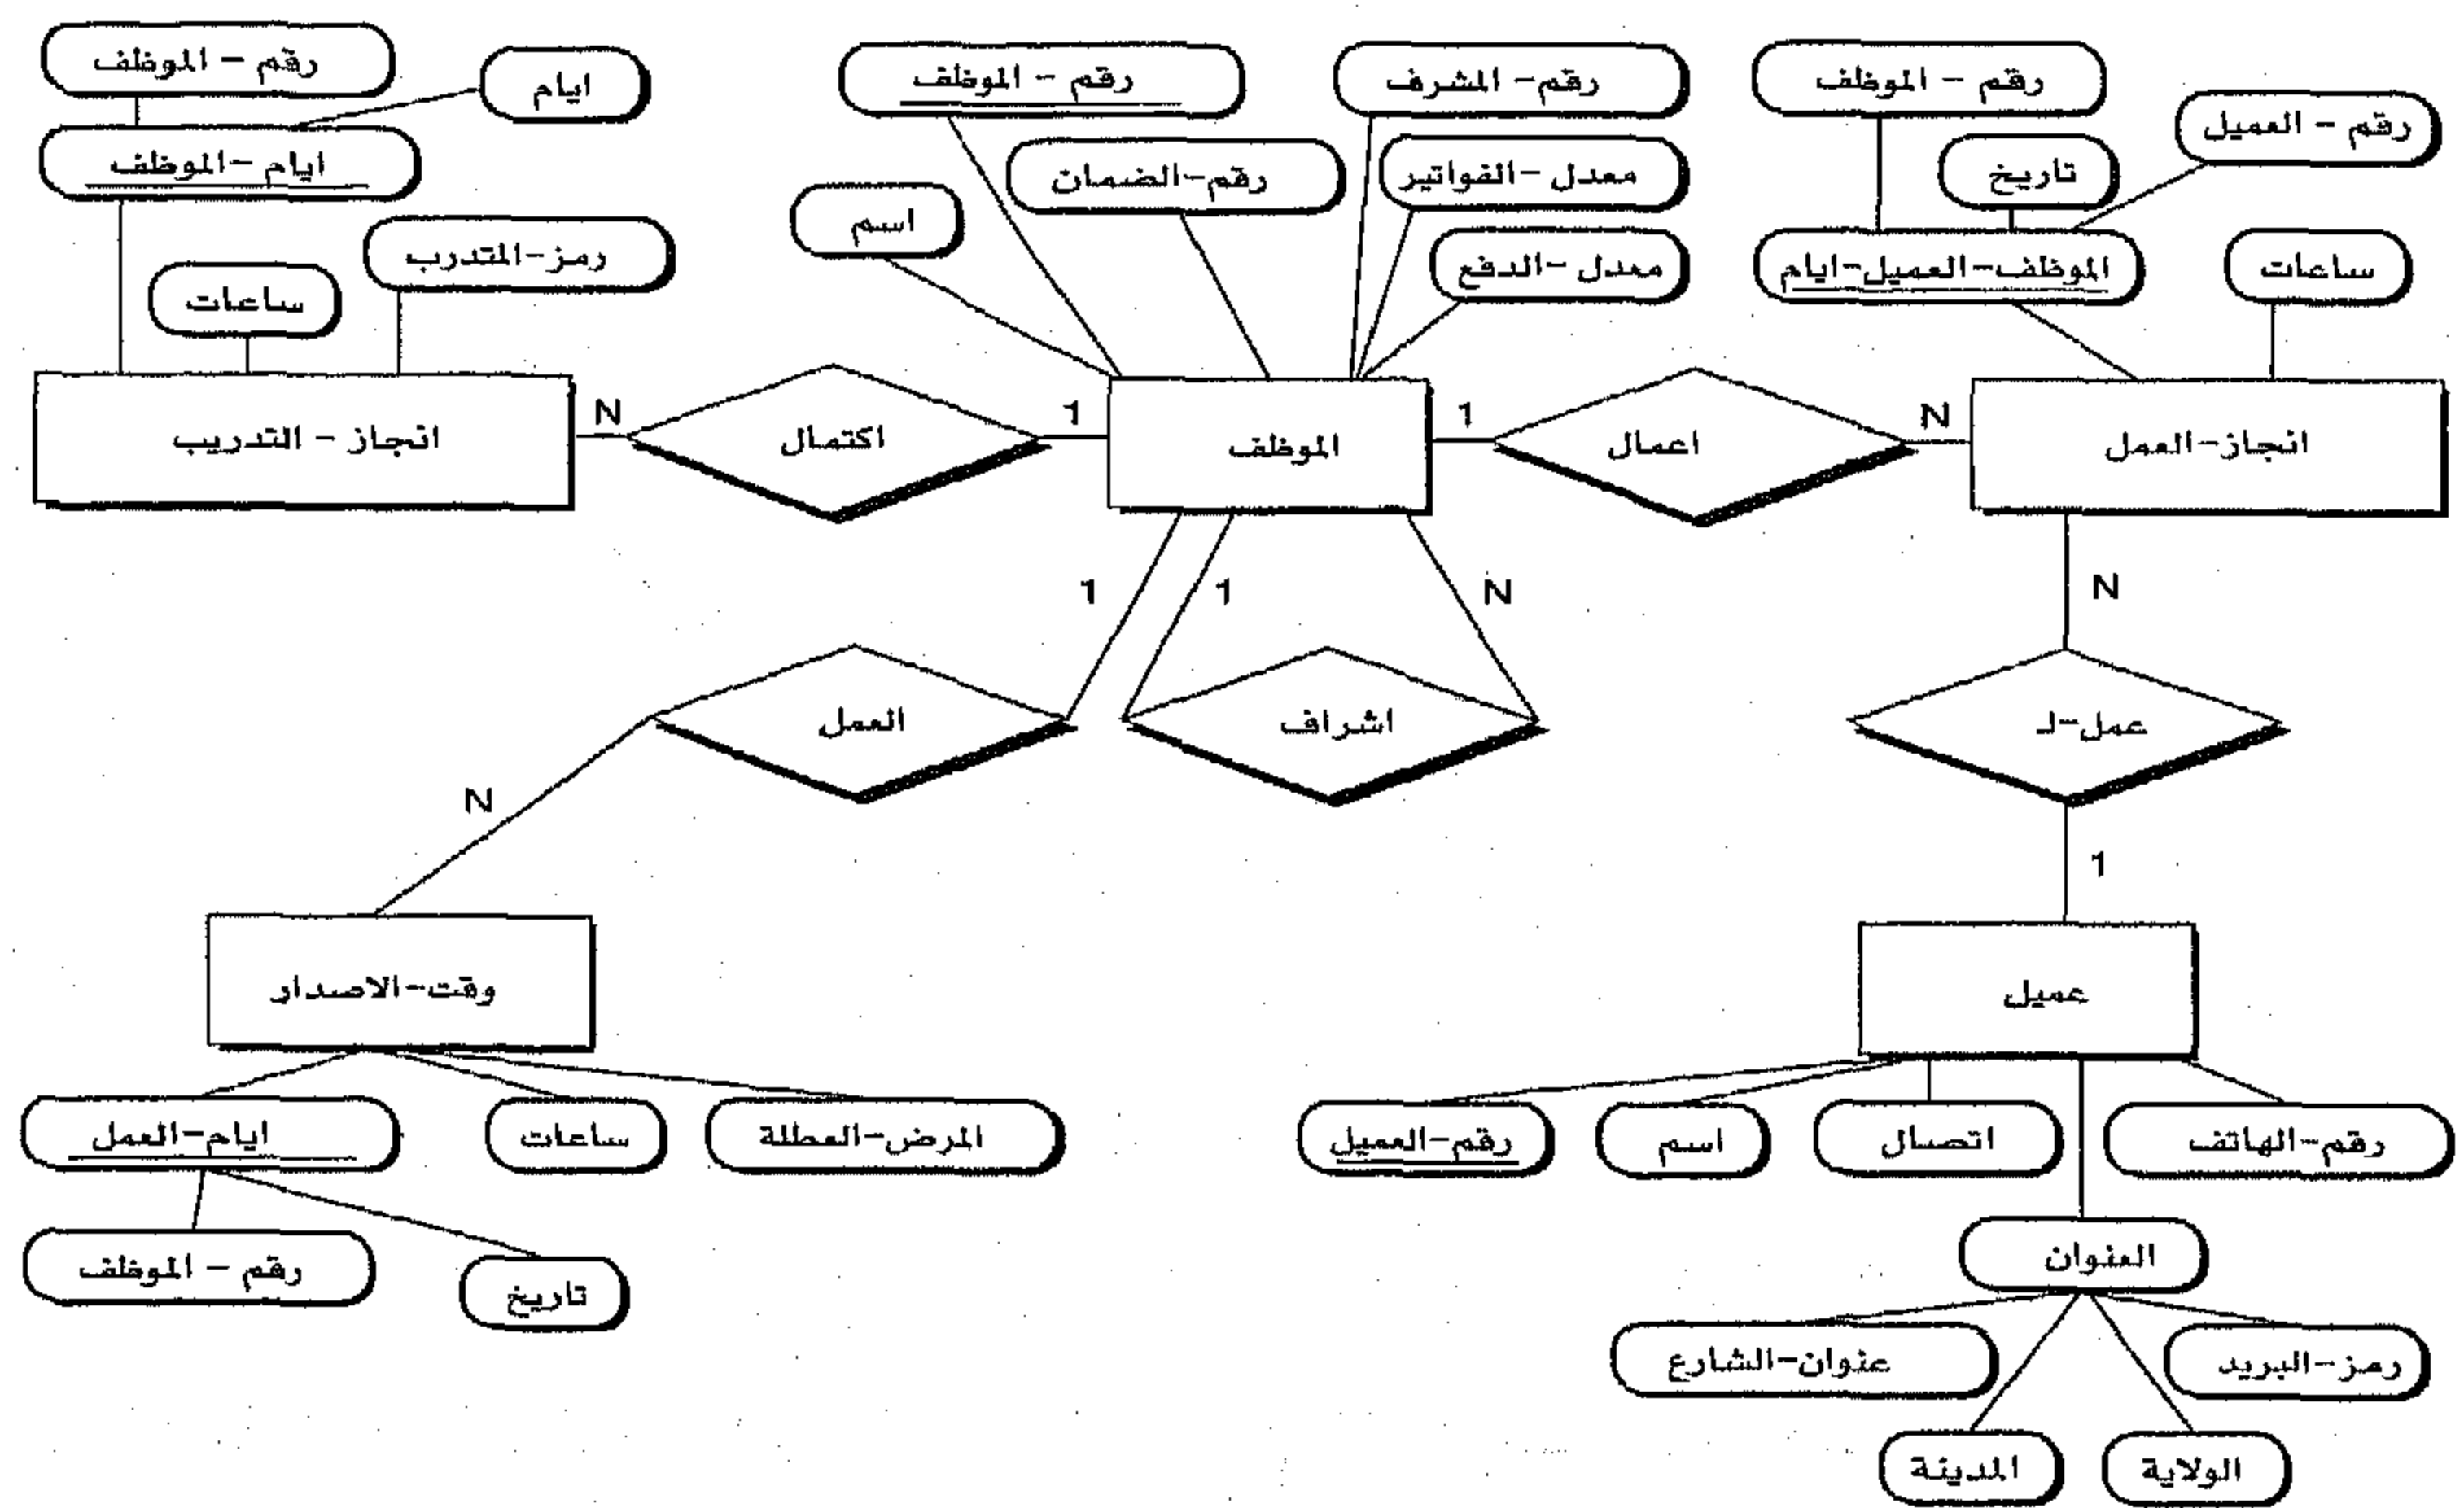 رقم - الموظف
ايام
ايام-الموظف
ساعات
رمز-المتدرب
رقم - الموظف
رقم-المشرف
رقم-الضمات
معدل-الفواتير
اسم
معدل-الدفع
رقم - الموظف
رقم - العميل
تاريخ
الموظف-العميل-ايام
ساعات
انجاز - التدريب
N
اكتمال
1
الموظف
1
اعمال
N
انجاز-العمل
1
1
N
N
العمل
اشراف
عمل-لـ
N
1
وقت-الاصدار
عميل
ايام-العمل
ساعات
المرض-العطلة
رقم-العميل
اسم
اتصال
رقم-الهاتف
رقم - الموظف
تاريخ
العنوان
عنوان-الشارع
رمز-البريد
المدينة
الولاية